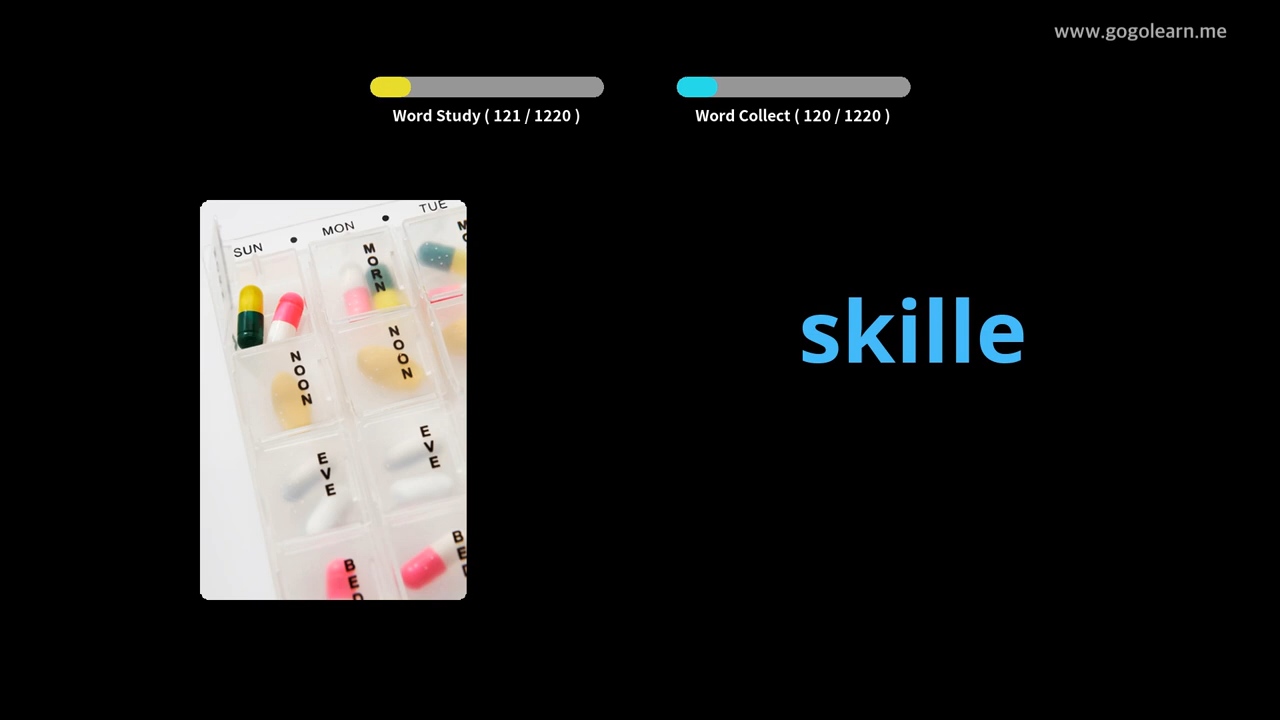 www.gogolearn.me
Word Study ( 121 / 1220 )
Word Collect ( 120 / 1220 )
SUN • MON • TUE
MORN
NOON
NOON
EVE
EVE
BED
skille